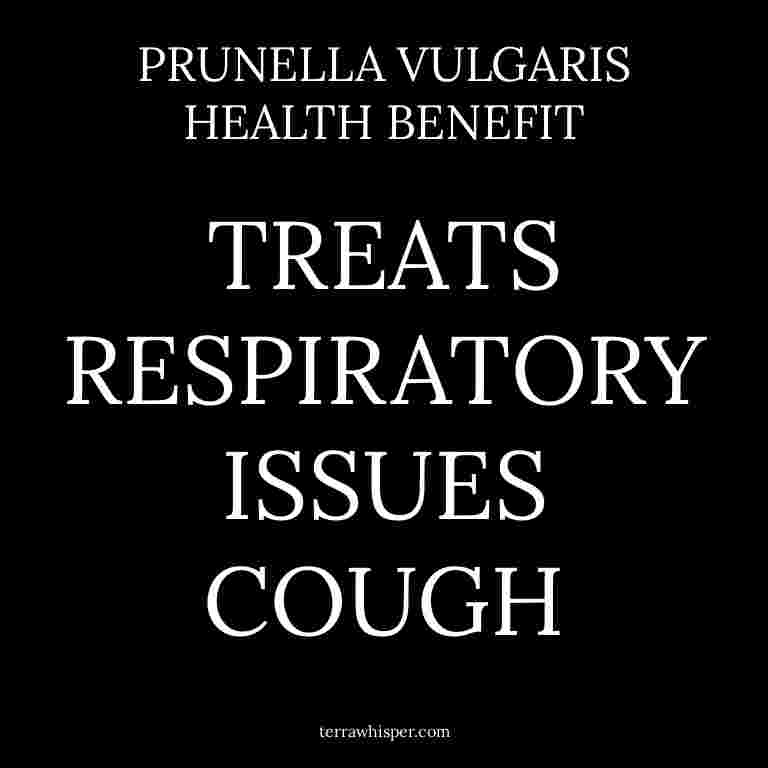 PRUNELLA VULGARIS
HEALTH BENEFIT
TREATS
RESPIRATORY
ISSUES
COUGH
terrawhisper.com